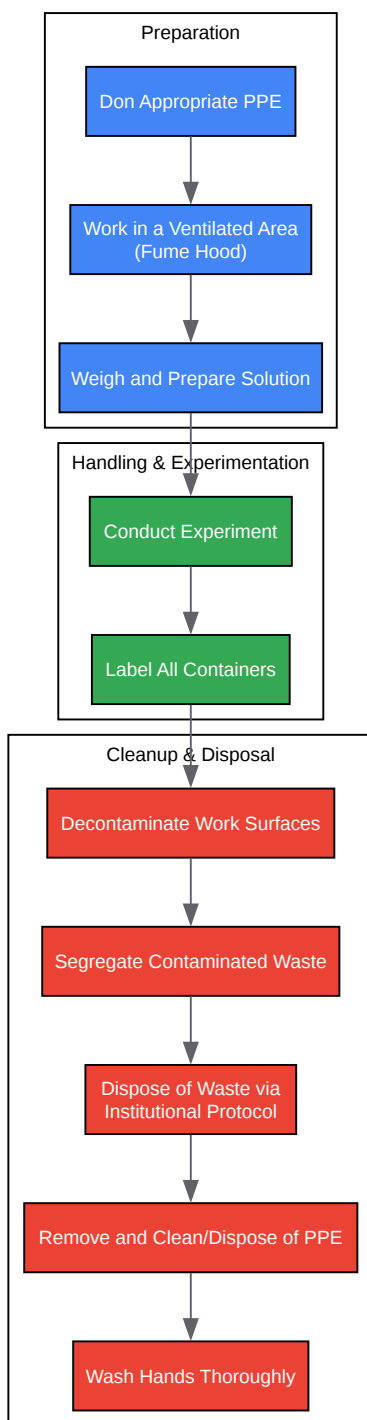 Preparation
Don Appropriate PPE
Work in a Ventilated Area
(Fume Hood)
Weigh and Prepare Solution
Handling & Experimentation
Conduct Experiment
Label All Containers
Cleanup & Disposal
Decontaminate Work Surfaces
Segregate Contaminated Waste
Dispose of Waste via
Institutional Protocol
Remove and Clean/Dispose of PPE
Wash Hands Thoroughly